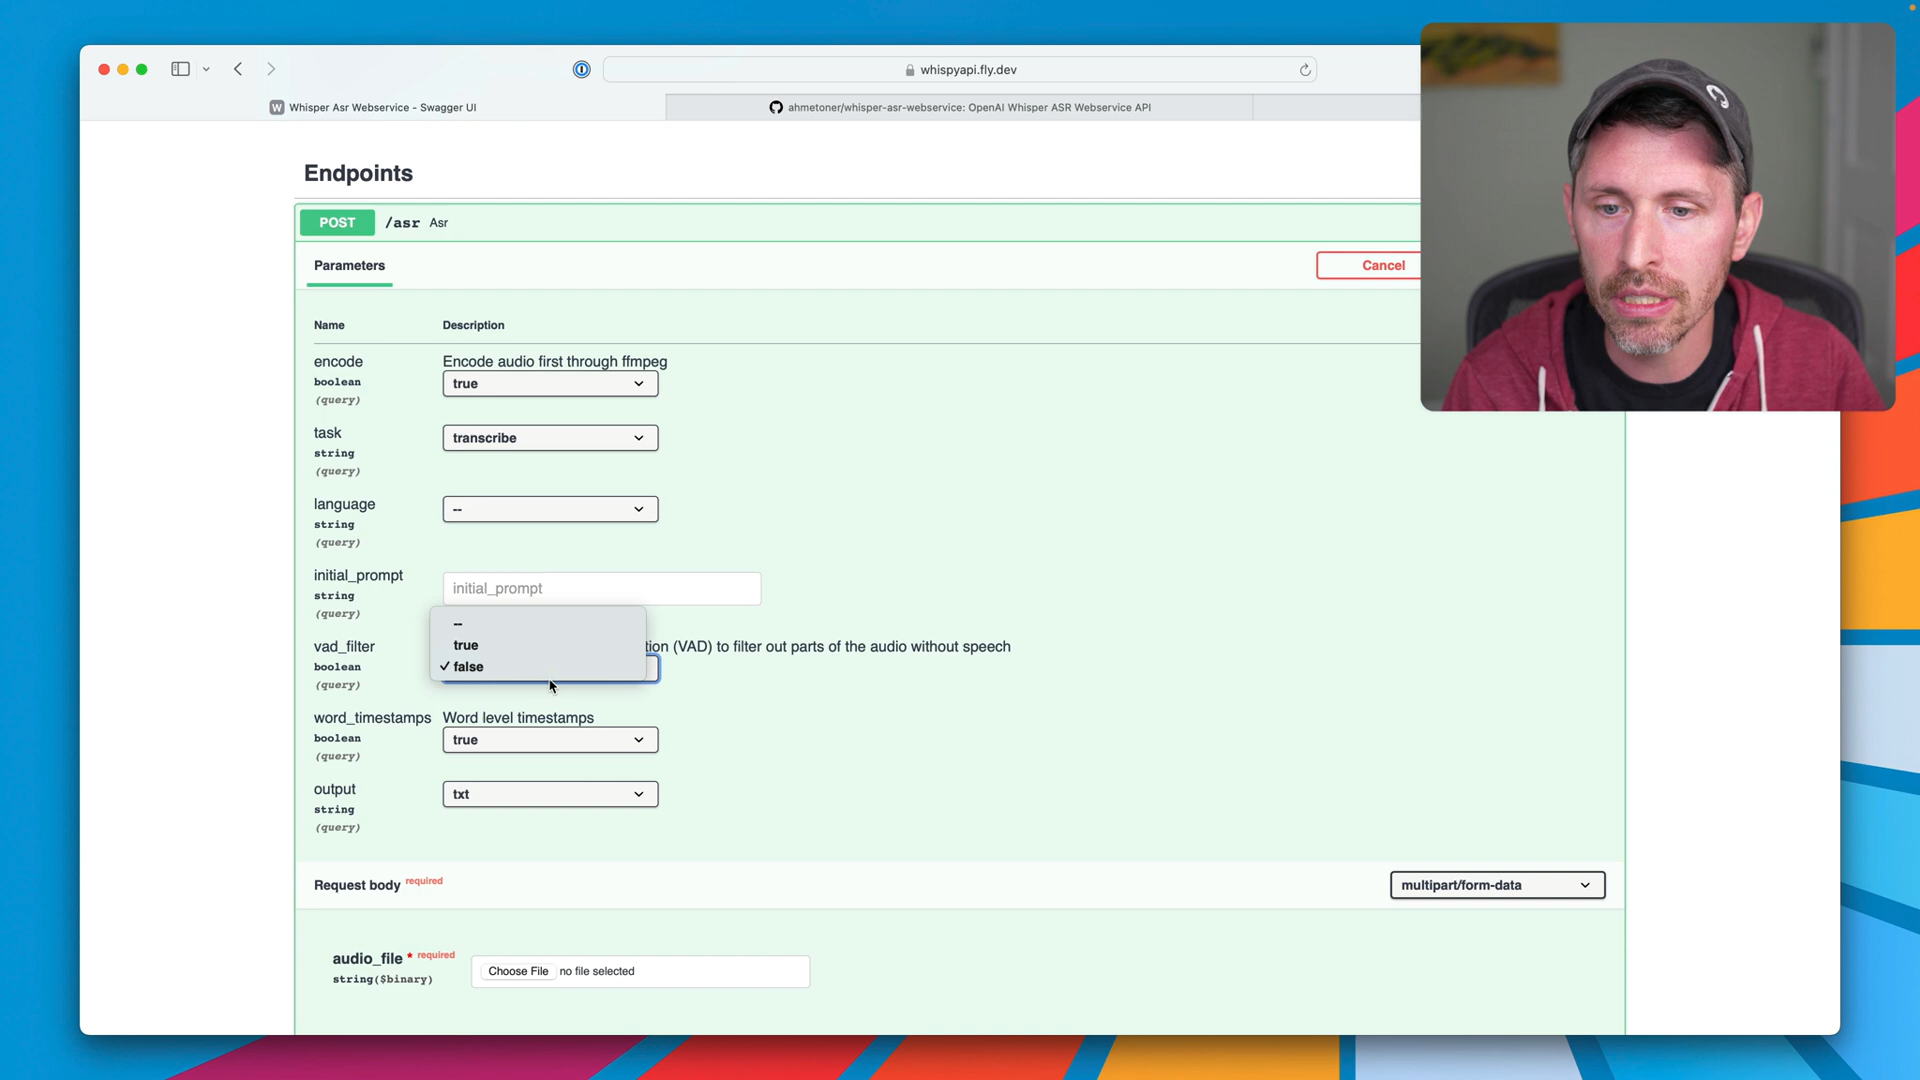 whispyapi.fly.dev
W Whisper Asr Webservice - Swagger UI
ahmetoner/whisper-asr-webservice: OpenAI Whisper ASR Webservice API
Endpoints
POST /asr Asr
Parameters
Cancel
Name Description
encode Encode audio first through ffmpeg
boolean true
(query)
task transcribe
string
(query)
language --
string
(query)
initial_prompt initial_prompt
string
(query)
--
true
vad_filter tion (VAD) to filter out parts of the audio without speech
boolean ✓ false
(query)
word_timestamps Word level timestamps
boolean true
(query)
output txt
string
(query)
Request body required multipart/form-data
audio_file * required
Choose File no file selected
string($binary)